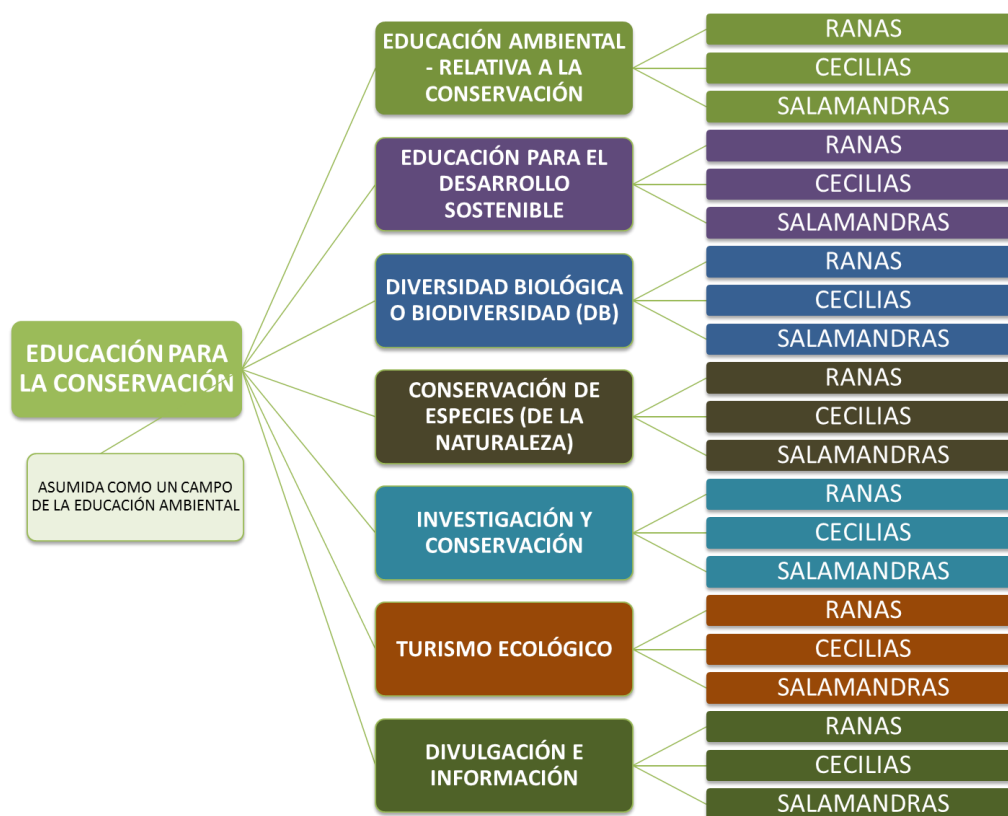 EDUCACIÓN PARA
LA CONSERVACIÓN
ASUMIDA COMO UN CAMPO
DE LA EDUCACIÓN AMBIENTAL
EDUCACIÓN AMBIENTAL
- RELATIVA A LA
CONSERVACIÓN
RANAS
CECILIAS
SALAMANDRAS
EDUCACIÓN PARA EL
DESARROLLO
SOSTENIBLE
RANAS
CECILIAS
SALAMANDRAS
DIVERSIDAD BIOLÓGICA
O BIODIVERSIDAD (DB)
RANAS
CECILIAS
SALAMANDRAS
CONSERVACIÓN DE
ESPECIES (DE LA
NATURALEZA)
RANAS
CECILIAS
SALAMANDRAS
INVESTIGACIÓN Y
CONSERVACIÓN
RANAS
CECILIAS
SALAMANDRAS
TURISMO ECOLÓGICO
RANAS
CECILIAS
SALAMANDRAS
DIVULGACIÓN E
INFORMACIÓN
RANAS
CECILIAS
SALAMANDRAS